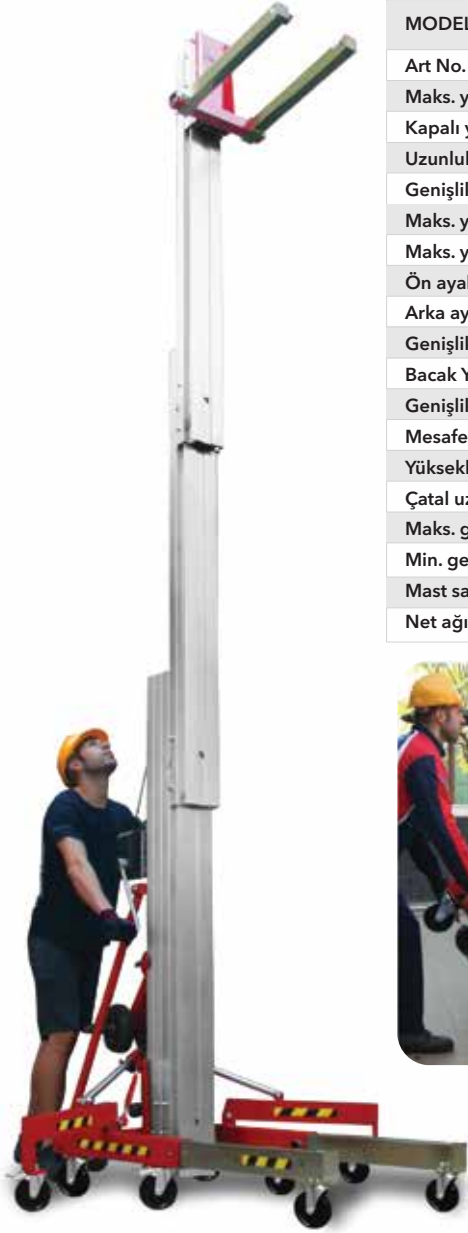 MODEL
Art No.
Maks. y
Kapalı y
Uzunluk
Genişlik
Maks. y
Maks. y
Ön ayak
Arka ay
Genişlik
Bacak Y
Genişlik
Mesafe
Yüksekl
Çatal uz
Maks. g
Min. ge
Mast sa
Net ağı